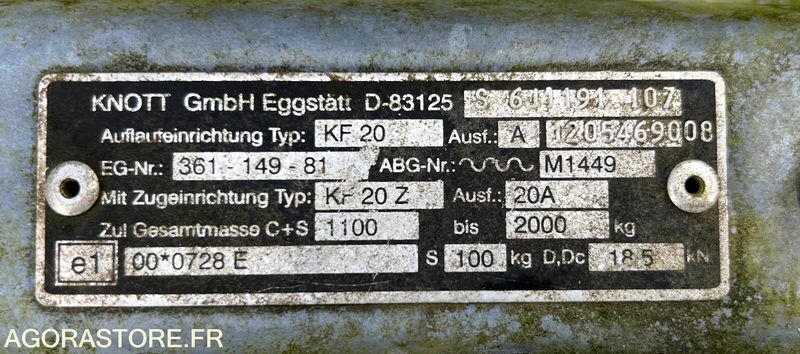 KNOTT GmbH Eggstätt D-83125 S 611191.107
Auflaufeinrichtung Typ: KF 20 Ausf.: A 1205469008
EG-Nr.: 361 - 149 - 81 ABG-Nr.: M1449
Mit Zugeinrichtung Typ: KF 20 Z Ausf.: 20A
Zul Gesamtmasse C+S 1100 bis 2000 kg
e1 00*0728 E S 100 kg D,Dc 18.5 kN
AGORASTORE.FR